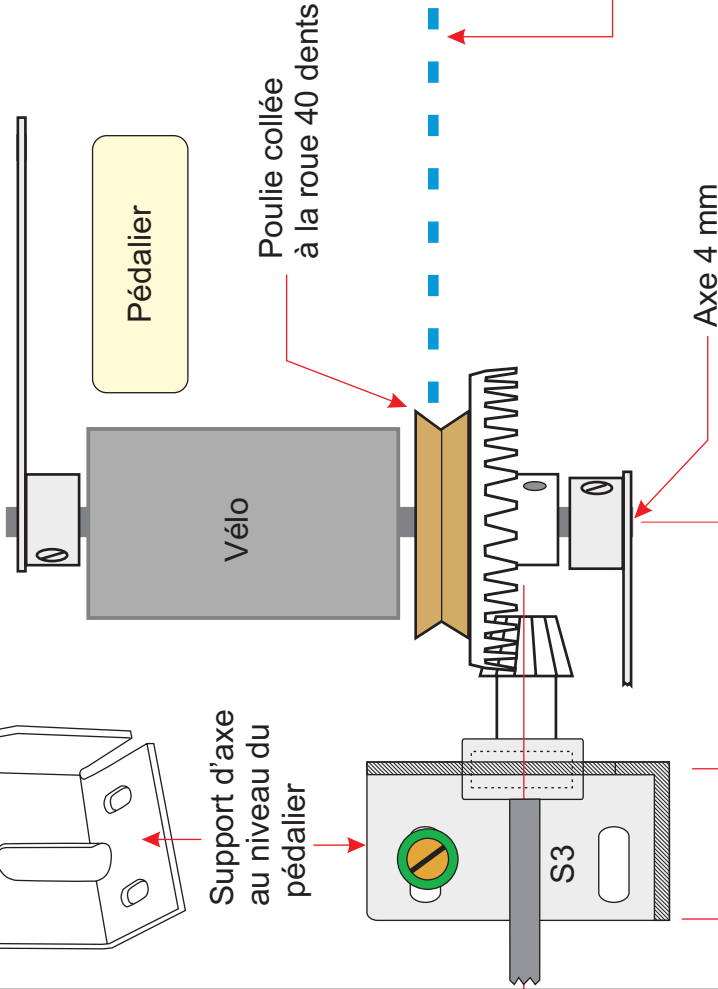 Pédalier
Poulie collée
à la roue 40 dents
Vélo
Axe 4 mm
Support d'axe
au niveau du
pédalier
S3